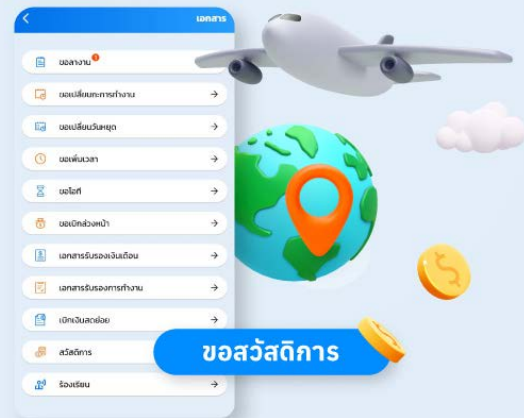 เอกสาร
ขอลางาน
ขอเปลี่ยนกะการทำงาน
ขอเปลี่ยนวันหยุด
ขอเพิ่มเวลา
ขอโอที
ขอเบิกล่วงหน้า
เอกสารรับรองเงินเดือน
เอกสารรับรองการทำงาน
เบิกเงินสดย่อย
สวัสดิการ
ขอสวัสดิการ
ร้องเรียน